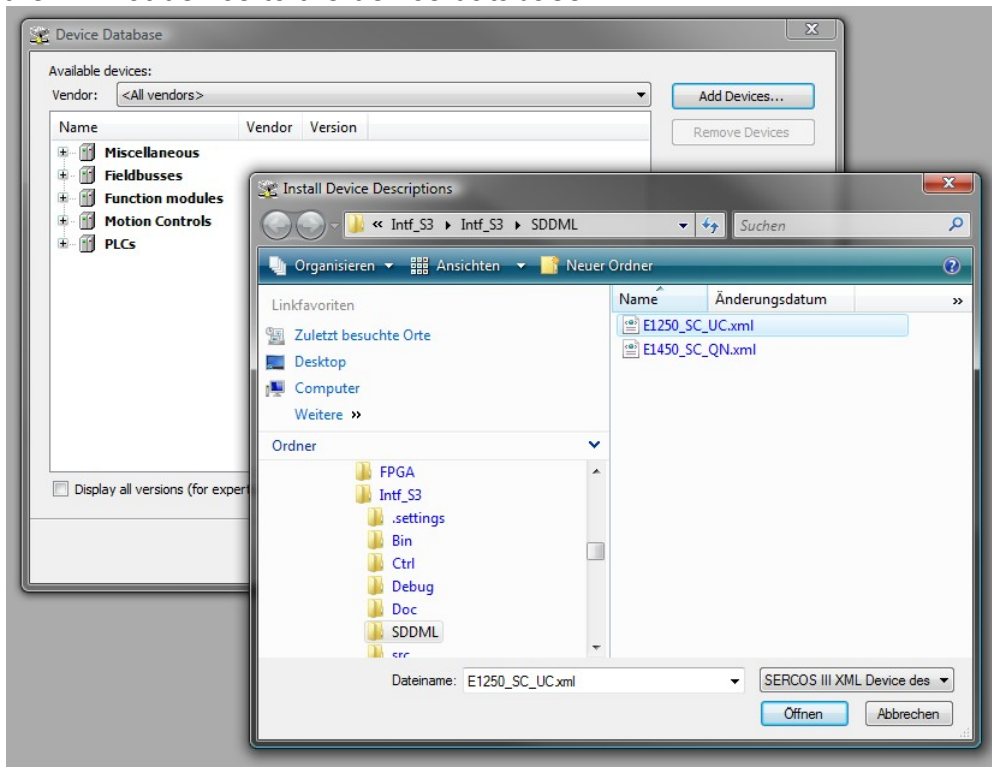 Device Database
Available devices:
Vendor: <All vendors>
Add Devices...
Name Vendor Version
Remove Devices
Miscellaneous
Fieldbusses
Function modules
Motion Controls
PLCs
Display all versions (for exper
Install Device Descriptions
« Intf_S3 Intf_S3 SDDML
Suchen
Organisieren Ansichten Neuer Ordner
Linkfavoriten
Zuletzt besuchte Orte
Desktop
Computer
Weitere »
Ordner
FPGA
Intf_S3
.settings
Bin
Ctrl
Debug
Doc
SDDML
src
Name Änderungsdatum »
E1250_SC_UC.xml
E1450_SC_QN.xml
Dateiname: E1250_SC_UC.xml
SERCOS III XML Device des
Öffnen Abbrechen